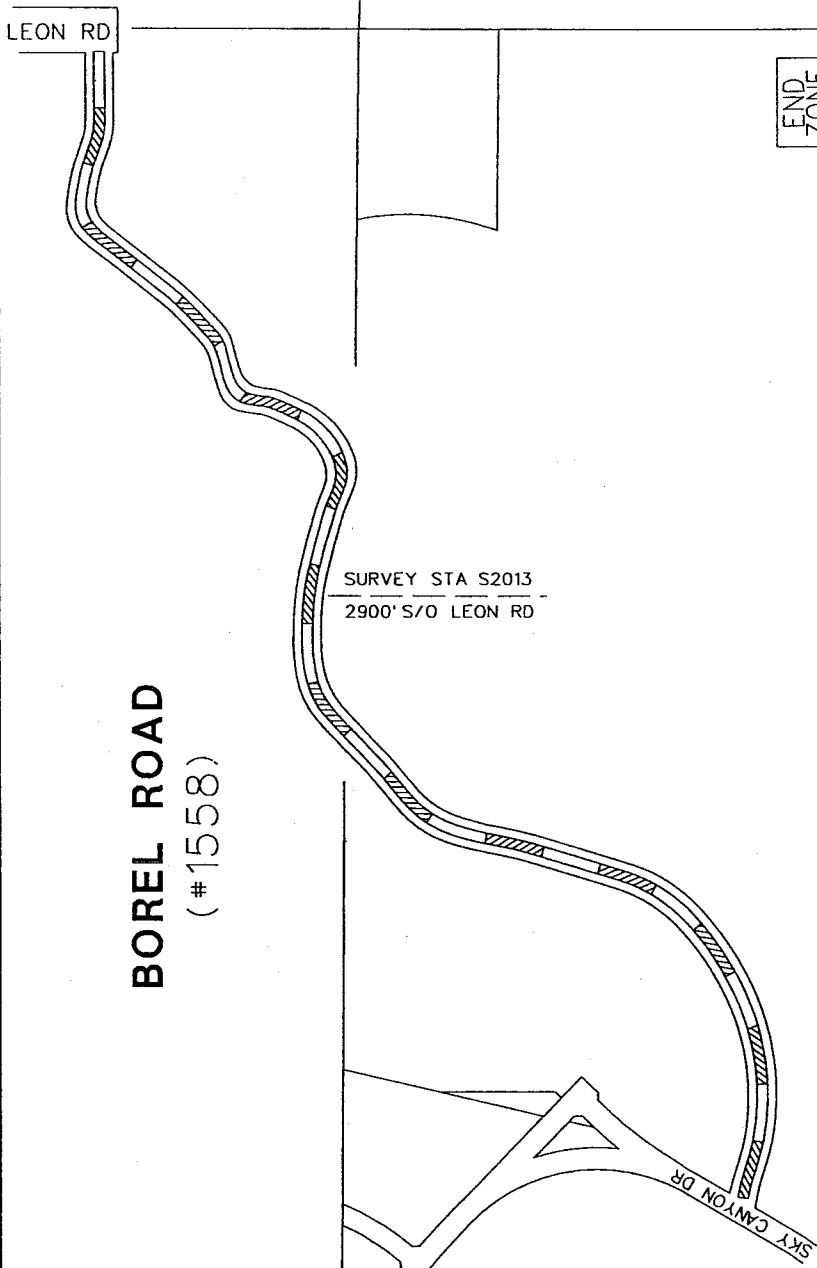 LEON RD
END
ZONE
SURVEY STA S2013
2900' S/O LEON RD
BOREL ROAD
(#1558)
SKY CANYON DR